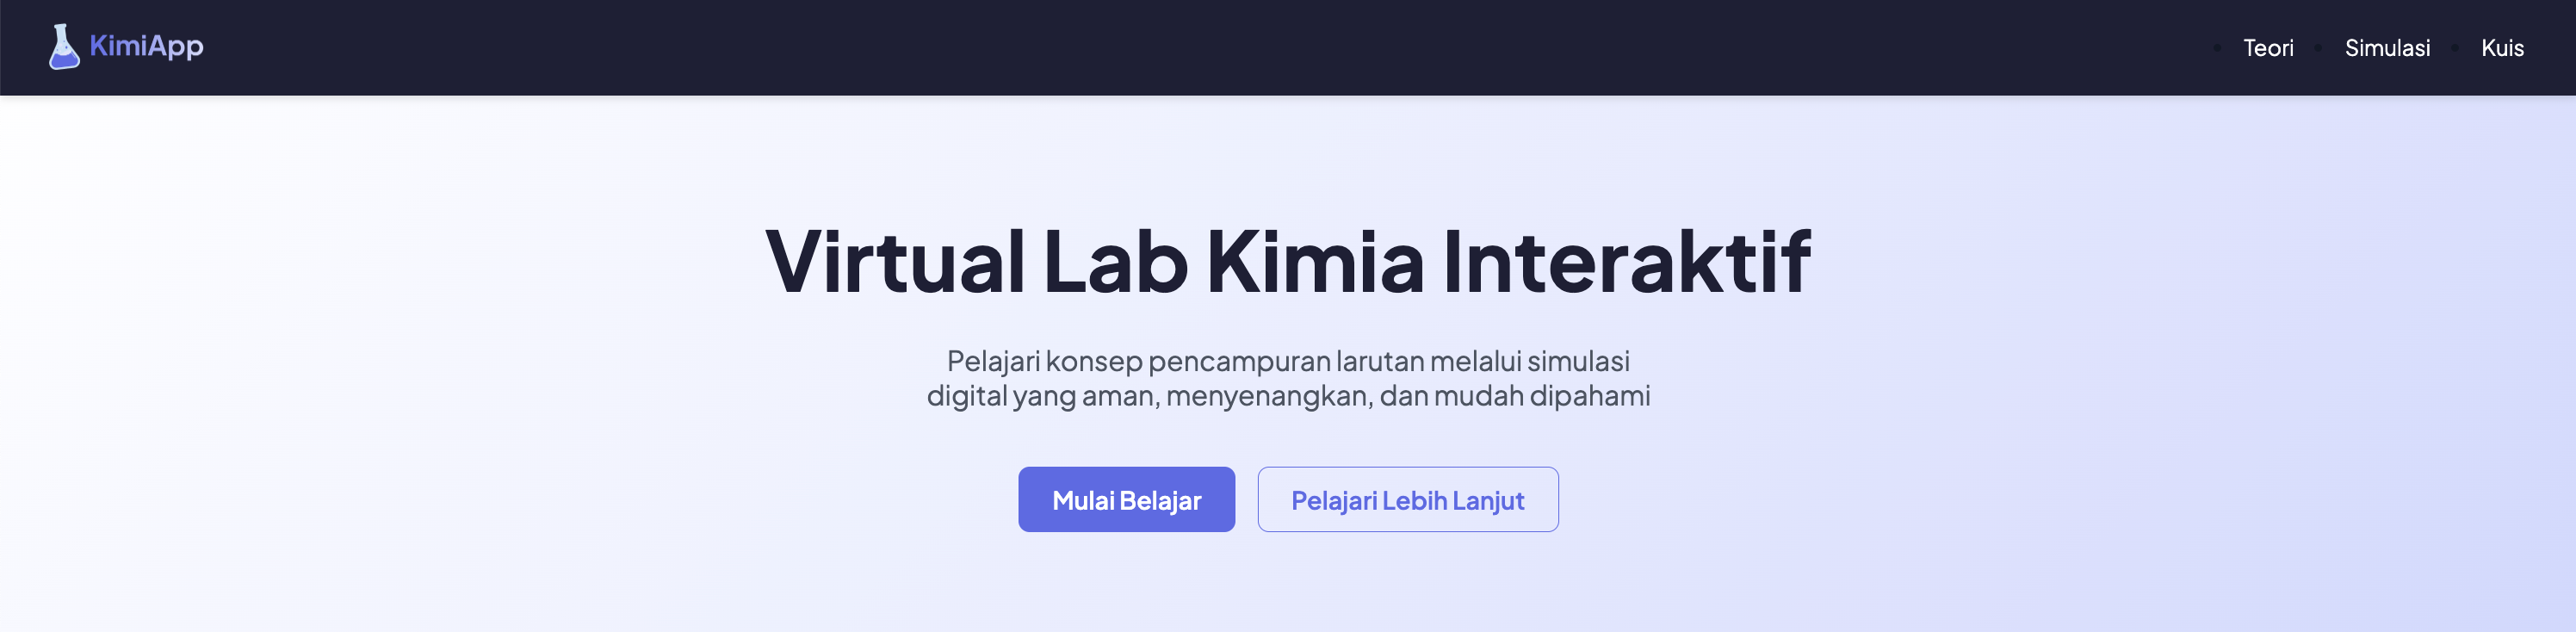 KimiApp
Teori
Simulasi
Kuis
Virtual Lab Kimia Interaktif
Pelajari konsep pencampuran larutan melalui simulasi
digital yang aman, menyenangkan, dan mudah dipahami
Mulai Belajar
Pelajari Lebih Lanjut